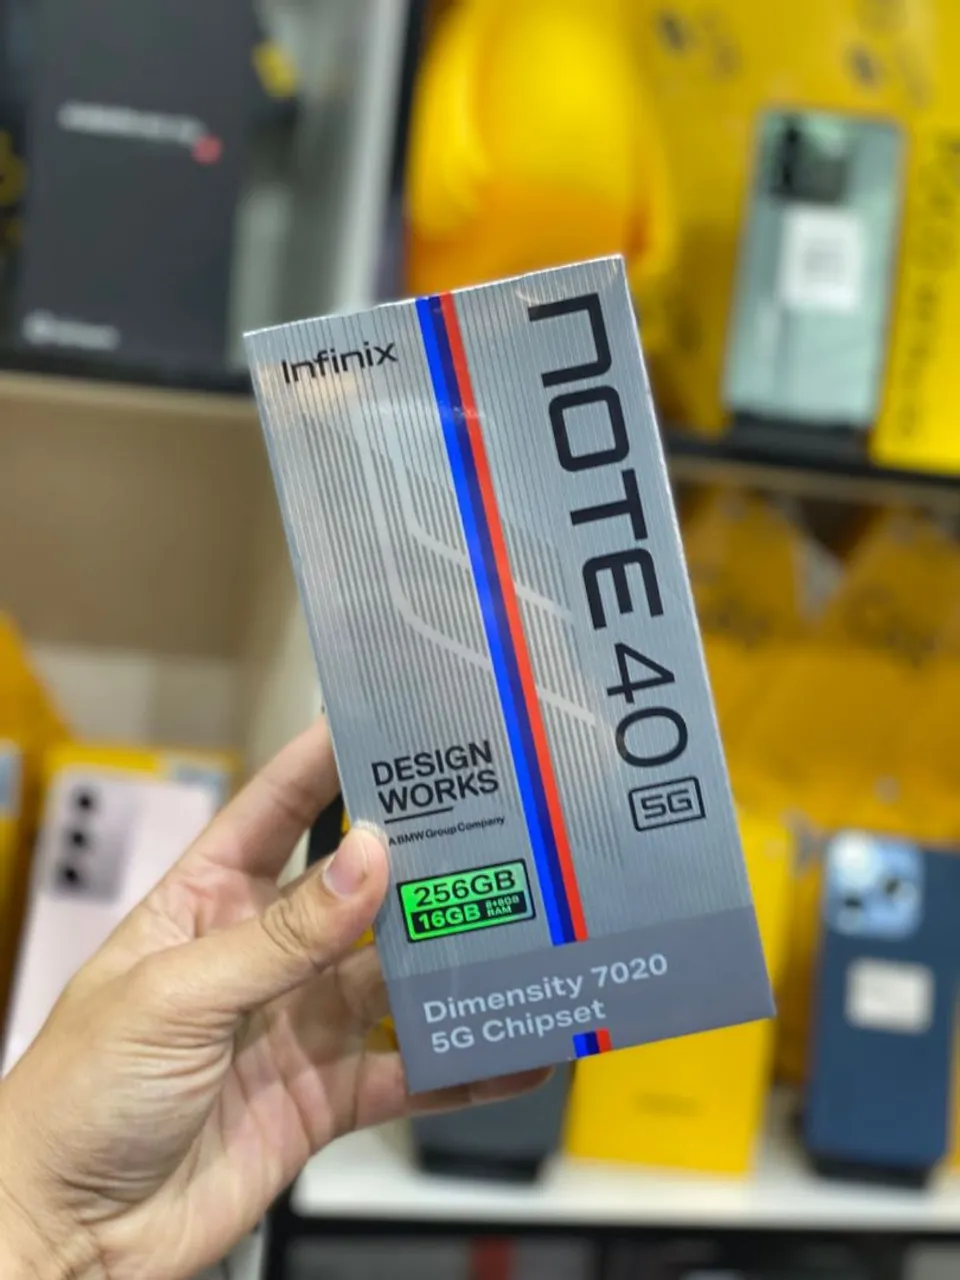 Infinix
NOTE 40
5G
DESIGN
WORKS
A BMW Group Company
256GB
16GB 8+8GB
RAM
Dimensity 7020
5G Chipset